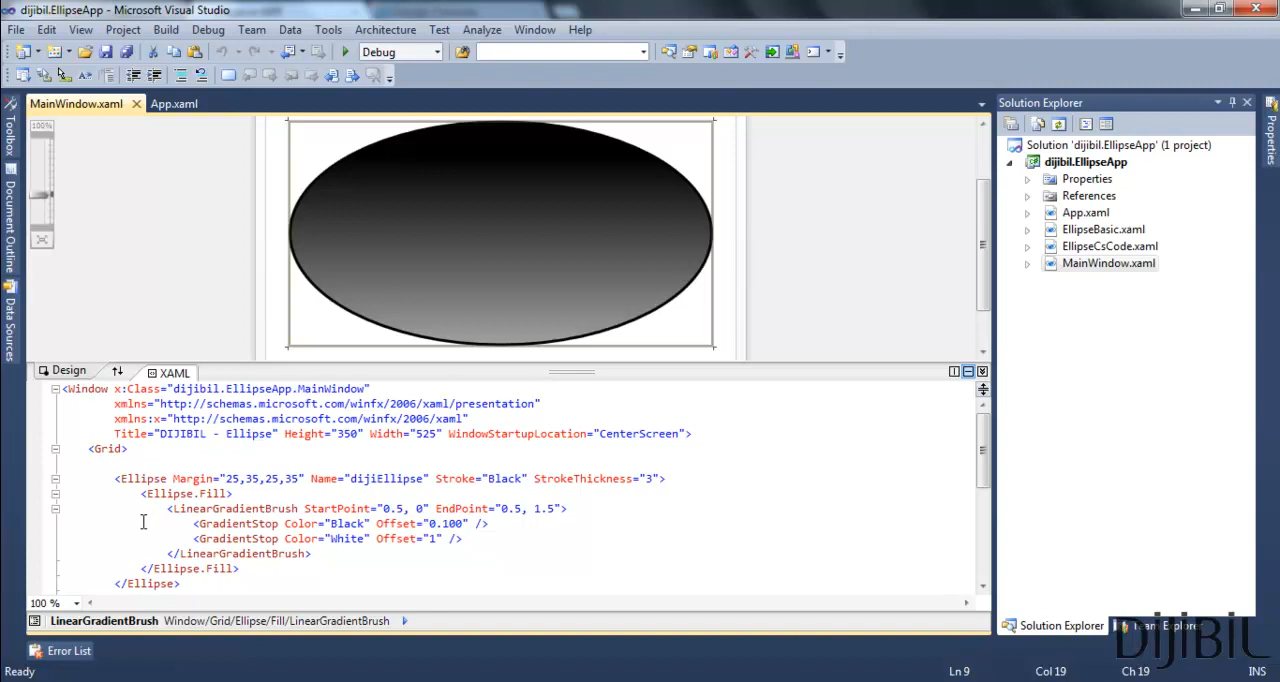 dijibil.EllipseApp - Microsoft Visual Studio
File Edit View Project Build Debug Team Data Tools Architecture Test Analyze Window Help
Debug
MainWindow.xaml App.xaml
Solution Explorer
100%
Toolbox
Document Outline
Data Sources
Properties
Solution 'dijibil.EllipseApp' (1 project)
dijibil.EllipseApp
Properties
References
App.xaml
EllipseBasic.xaml
EllipseCsCode.xaml
MainWindow.xaml
Design XAML
<Window x:Class="dijibil.EllipseApp.MainWindow"
xmlns="http://schemas.microsoft.com/winfx/2006/xaml/presentation"
xmlns:x="http://schemas.microsoft.com/winfx/2006/xaml"
Title="DIJIBIL - Ellipse" Height="350" Width="525" WindowStartupLocation="CenterScreen">
<Grid>
<Ellipse Margin="25,35,25,35" Name="dijiEllipse" Stroke="Black" StrokeThickness="3">
<Ellipse.Fill>
<LinearGradientBrush StartPoint="0.5, 0" EndPoint="0.5, 1.5">
<GradientStop Color="Black" Offset="0.100" />
<GradientStop Color="White" Offset="1" />
</LinearGradientBrush>
</Ellipse.Fill>
</Ellipse>
100 %
LinearGradientBrush Window/Grid/Ellipse/Fill/LinearGradientBrush
Solution Explorer Team Explorer
DIJIBIL
Error List
Ready Ln 9 Col 19 Ch 19 INS